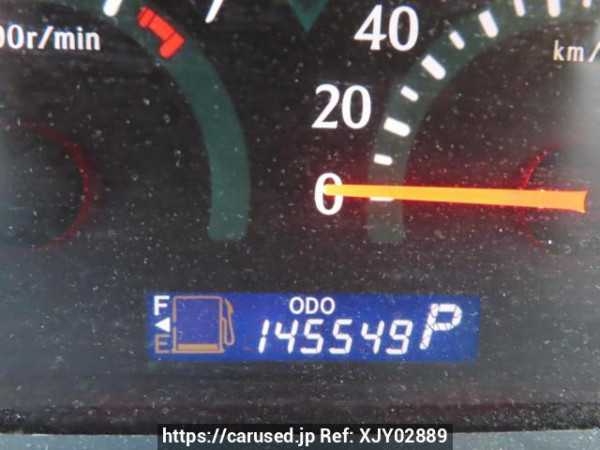 00r/min
40
km/
20
0
F
ODO
E
145549 P
https://carused.jp Ref: XJY02889